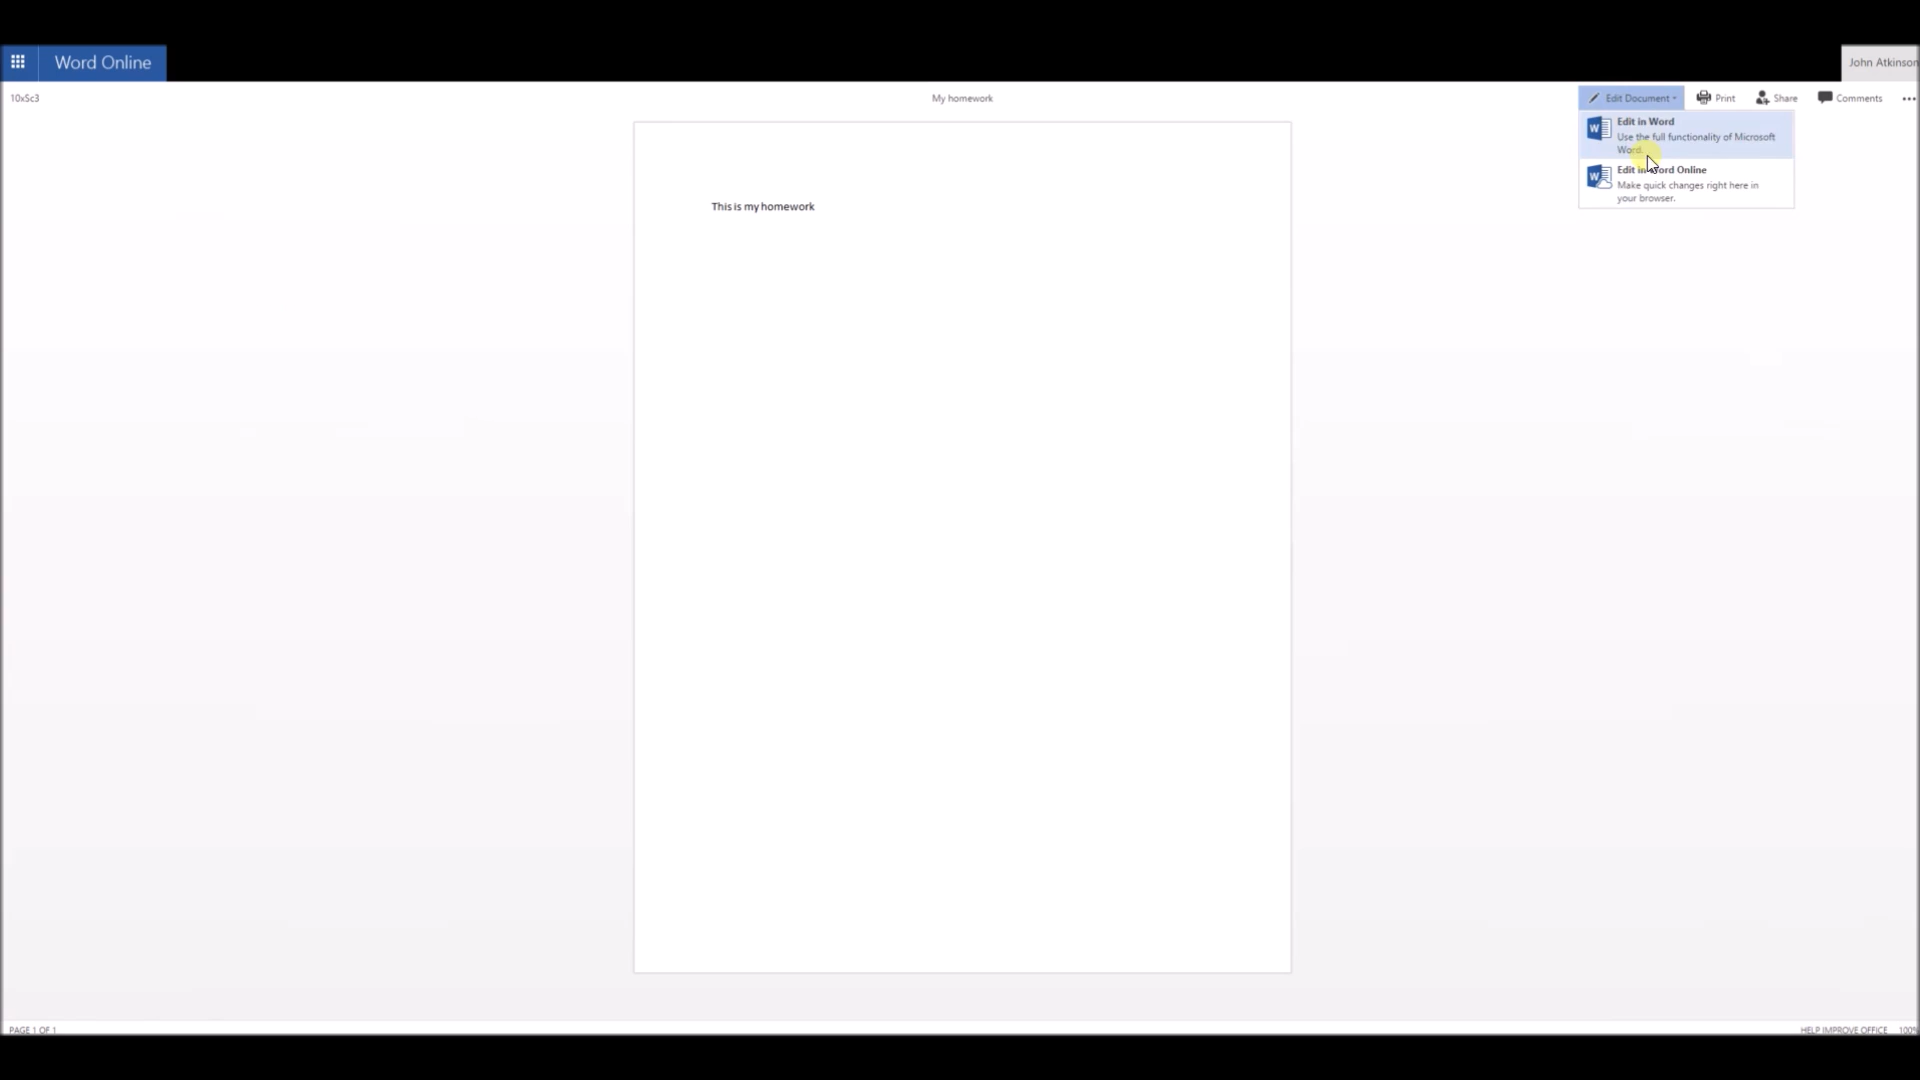 Word Online
John Atkinson
10x5c3
My homework
Edit Document
Print
Share
Comments
Edit in Word
Use the full functionality of Microsoft
Word.
Edit in Word Online
Make quick changes right here in
your browser.
This is my homework
PAGE 1 OF 1
HELP IMPROVE OFFICE
100%